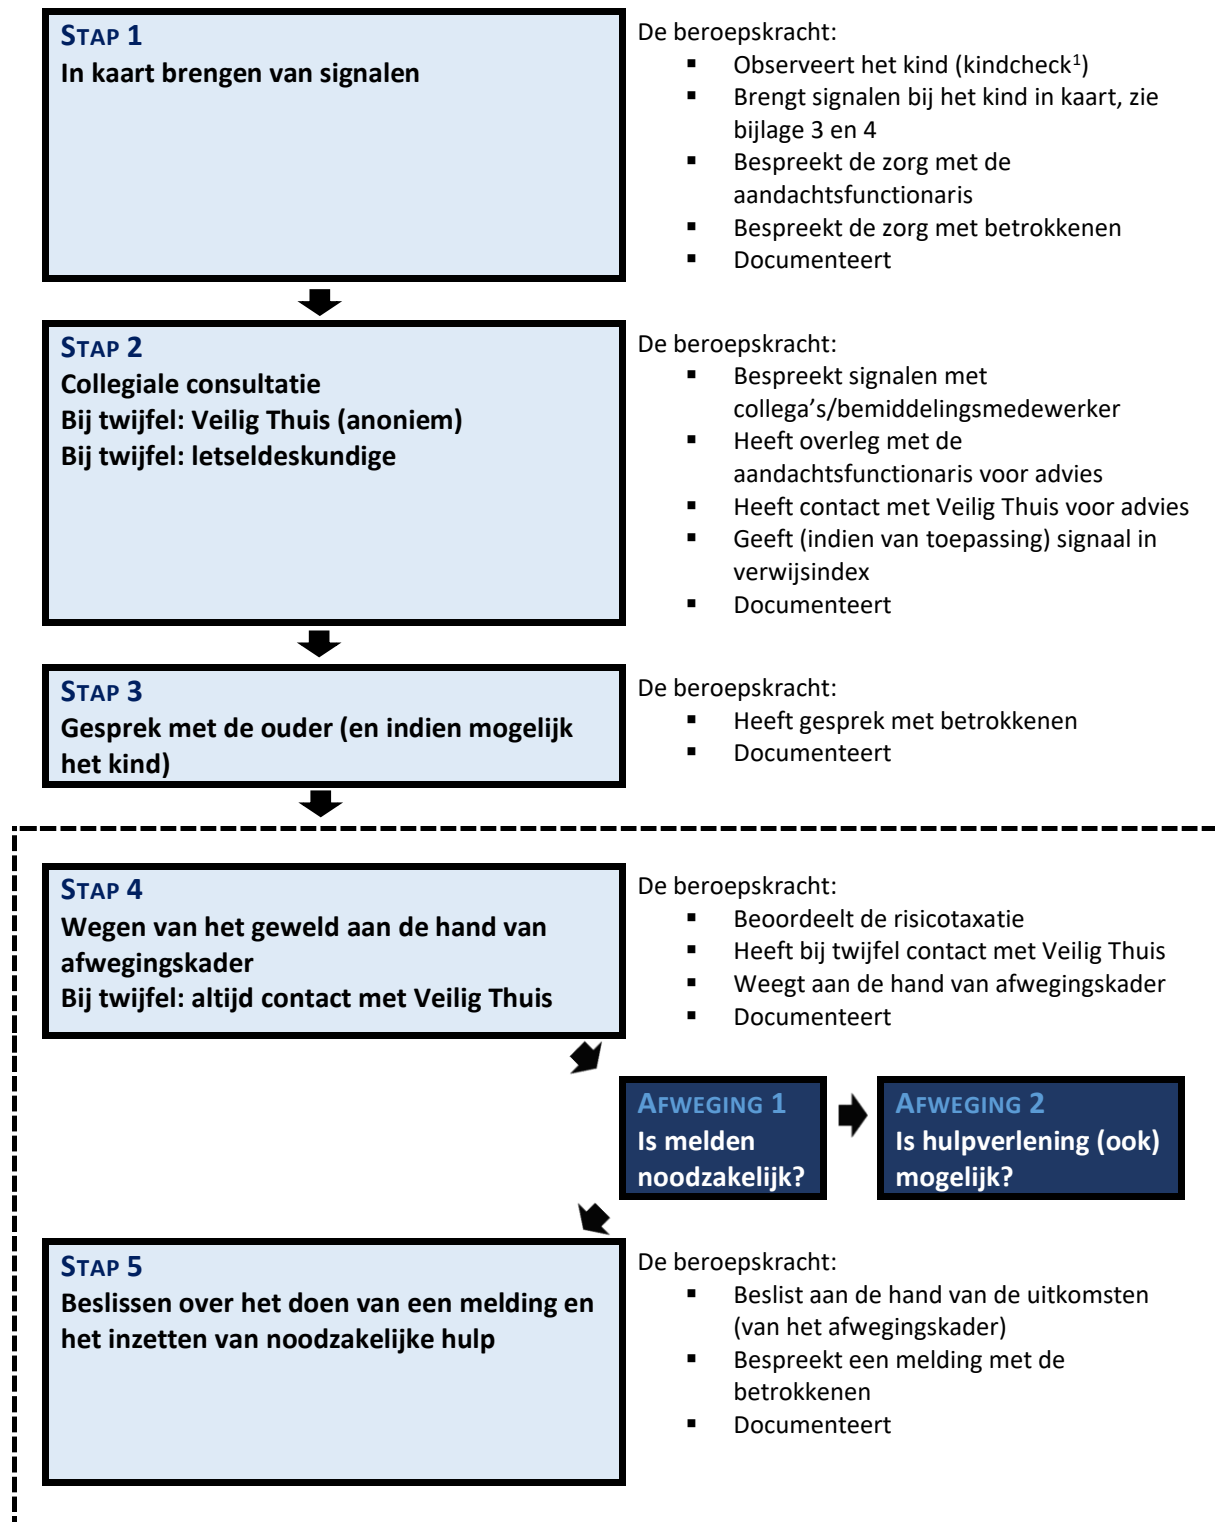 STAP 1
In kaart brengen van signalen
De beroepskracht:
▪ Observeert het kind (kindcheck¹)
▪ Brengt signalen bij het kind in kaart, zie
bijlage 3 en 4
▪ Bespreekt de zorg met de
aandachtsfunctionaris
▪ Bespreekt de zorg met betrokkenen
▪ Documenteert
STAP 2
Collegiale consultatie
Bij twijfel: Veilig Thuis (anoniem)
Bij twijfel: letseldeskundige
De beroepskracht:
▪ Bespreekt signalen met
collega’s/bemiddelingsmedewerker
▪ Heeft overleg met de
aandachtsfunctionaris voor advies
▪ Heeft contact met Veilig Thuis voor advies
▪ Geeft (indien van toepassing) signaal in
verwijsindex
▪ Documenteert
STAP 3
Gesprek met de ouder (en indien mogelijk
het kind)
De beroepskracht:
▪ Heeft gesprek met betrokkenen
▪ Documenteert
STAP 4
Wegen van het geweld aan de hand van
afwegingskader
Bij twijfel: altijd contact met Veilig Thuis
De beroepskracht:
▪ Beoordeelt de risicotaxatie
▪ Heeft bij twijfel contact met Veilig Thuis
▪ Weegt aan de hand van afwegingskader
▪ Documenteert
AFWEGING 1
Is melden
noodzakelijk?
AFWEGING 2
Is hulpverlening (ook)
mogelijk?
STAP 5
Beslissen over het doen van een melding en
het inzetten van noodzakelijke hulp
De beroepskracht:
▪ Beslist aan de hand van de uitkomsten
(van het afwegingskader)
▪ Bespreekt een melding met de
betrokkenen
▪ Documenteert